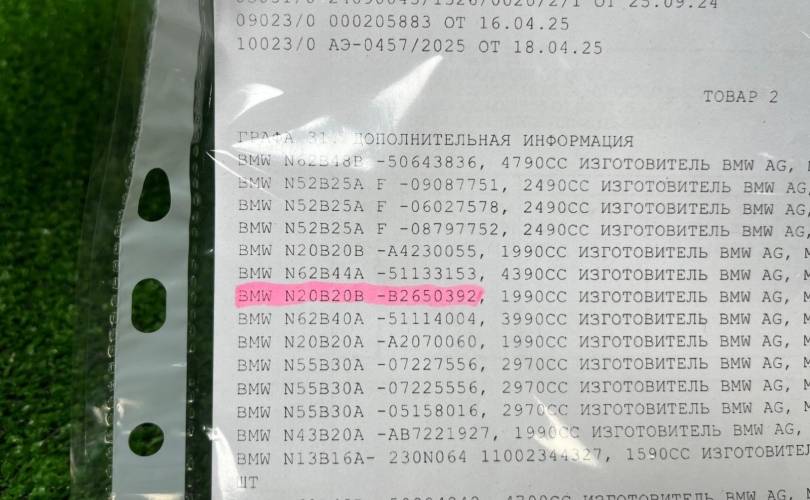 09023/0 000205883 ОТ 16.04.25
10023/0 АЭ-0457/2025 ОТ 18.04.25
ТОВАР 2
ГРАФА 31. ДОПОЛНИТЕЛЬНАЯ ИНФОРМАЦИЯ
BMW N62B48B -50643836, 4790CC ИЗГОТОВИТЕЛЬ BMW AG,
BMW N52B25A F -09087751, 2490CC ИЗГОТОВИТЕЛЬ BMW AG,
BMW N52B25A F -06027578, 2490CC ИЗГОТОВИТЕЛЬ BMW AG,
BMW N52B25A F -08797752, 2490CC ИЗГОТОВИТЕЛЬ BMW AG,
BMW N20B20B -A4230055, 1990CC ИЗГОТОВИТЕЛЬ BMW AG,
BMW N62B44A -51133153, 4390CC ИЗГОТОВИТЕЛЬ BMW AG,
BMW N20B20B -B2650392, 1990CC ИЗГОТОВИТЕЛЬ BMW AG,
BMW N62B40A -51114004, 3990CC ИЗГОТОВИТЕЛЬ BMW AG,
BMW N20B20A -A2070060, 1990CC ИЗГОТОВИТЕЛЬ BMW AG,
BMW N55B30A -07227556, 2970CC ИЗГОТОВИТЕЛЬ BMW AG,
BMW N55B30A -07225556, 2970CC ИЗГОТОВИТЕЛЬ BMW AG,
BMW N55B30A -05158016, 2970CC ИЗГОТОВИТЕЛЬ BMW AG,
BMW N43B20A -AB7221927, 1990CC ИЗГОТОВИТЕЛЬ BMW AG,
BMW N13B16A- 230N064 11002344327, 1590CC ИЗГОТОВИТЕЛ
ШТ